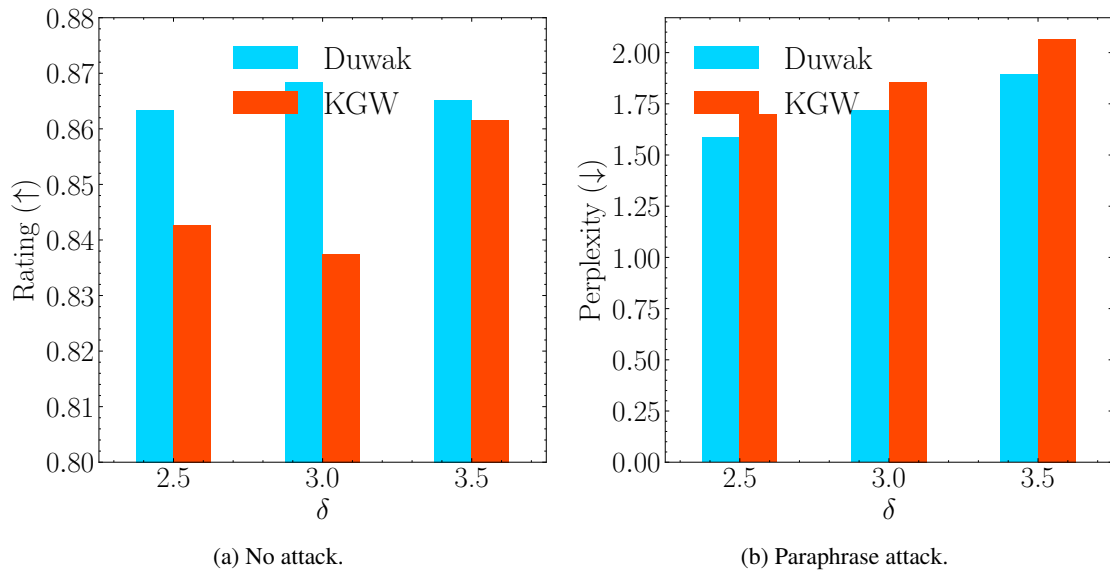 0.88
0.87
0.86
0.85
0.84
0.83
0.82
0.81
0.80
Rating (↑)
Duwak
KGW
2.5 3.0 3.5
δ
(a) No attack.
2.00
1.75
1.50
1.25
1.00
0.75
0.50
0.25
0.00
Perplexity (↓)
Duwak
KGW
2.5 3.0 3.5
δ
(b) Paraphrase attack.